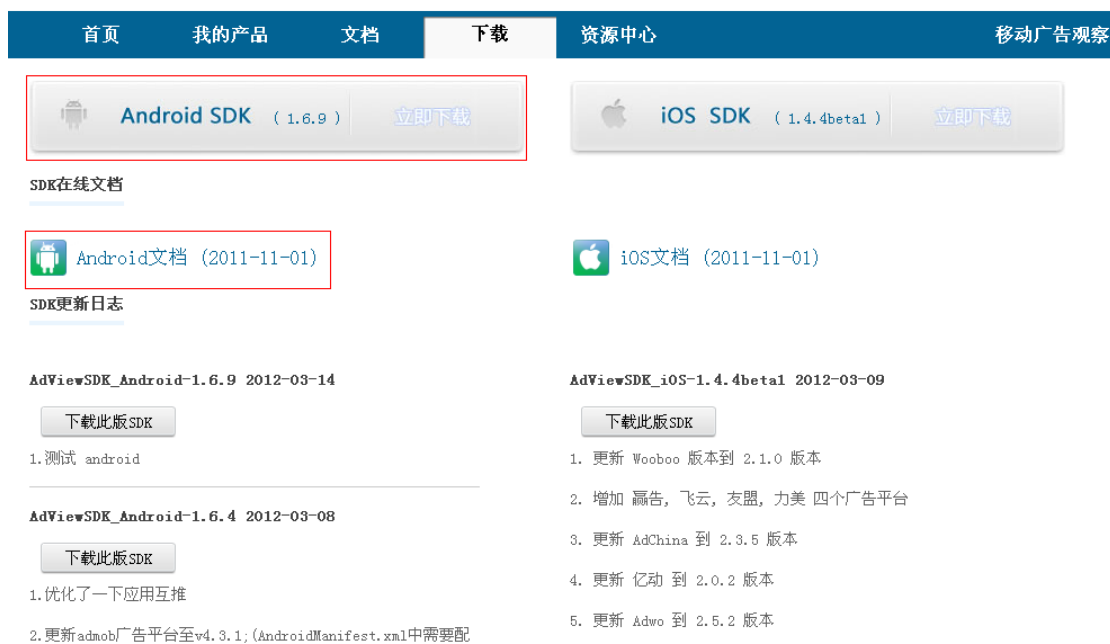 首页 我的产品 文档 下载 资源中心 移动广告观察
Android SDK （ 1.6.9 ） 立即下载
iOS SDK （ 1.4.4beta1 ） 立即下载
SDK在线文档
Android文档 (2011-11-01)
iOS文档 (2011-11-01)
SDK更新日志
AdViewSDK_Android-1.6.9 2012-03-14
下载此版SDK
1.测试 android
AdViewSDK_Android-1.6.4 2012-03-08
下载此版SDK
1.优化了一下应用互推
2.更新admob广告平台至v4.3.1;(AndroidManifest.xml中需要配
AdViewSDK_iOS-1.4.4beta1 2012-03-09
下载此版SDK
1. 更新 Wooboo 版本到 2.1.0 版本
2. 增加 赢告, 飞云, 友盟, 力美 四个广告平台
3. 更新 AdChina 到 2.3.5 版本
4. 更新 亿动 到 2.0.2 版本
5. 更新 Adwo 到 2.5.2 版本